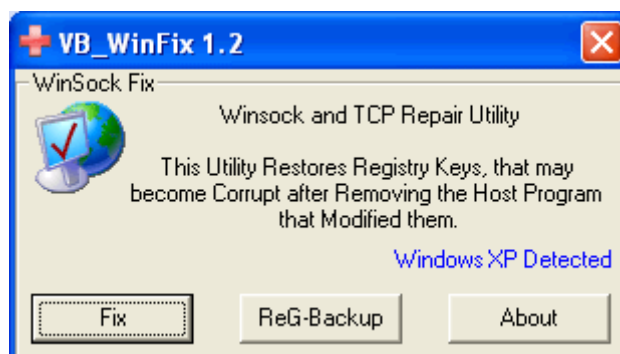 VB_WinFix 1.2
WinSock Fix
Winsock and TCP Repair Utility
This Utility Restores Registry Keys, that may
become Corrupt after Removing the Host Program
that Modified them.
Windows XP Detected
Fix
ReG-Backup
About